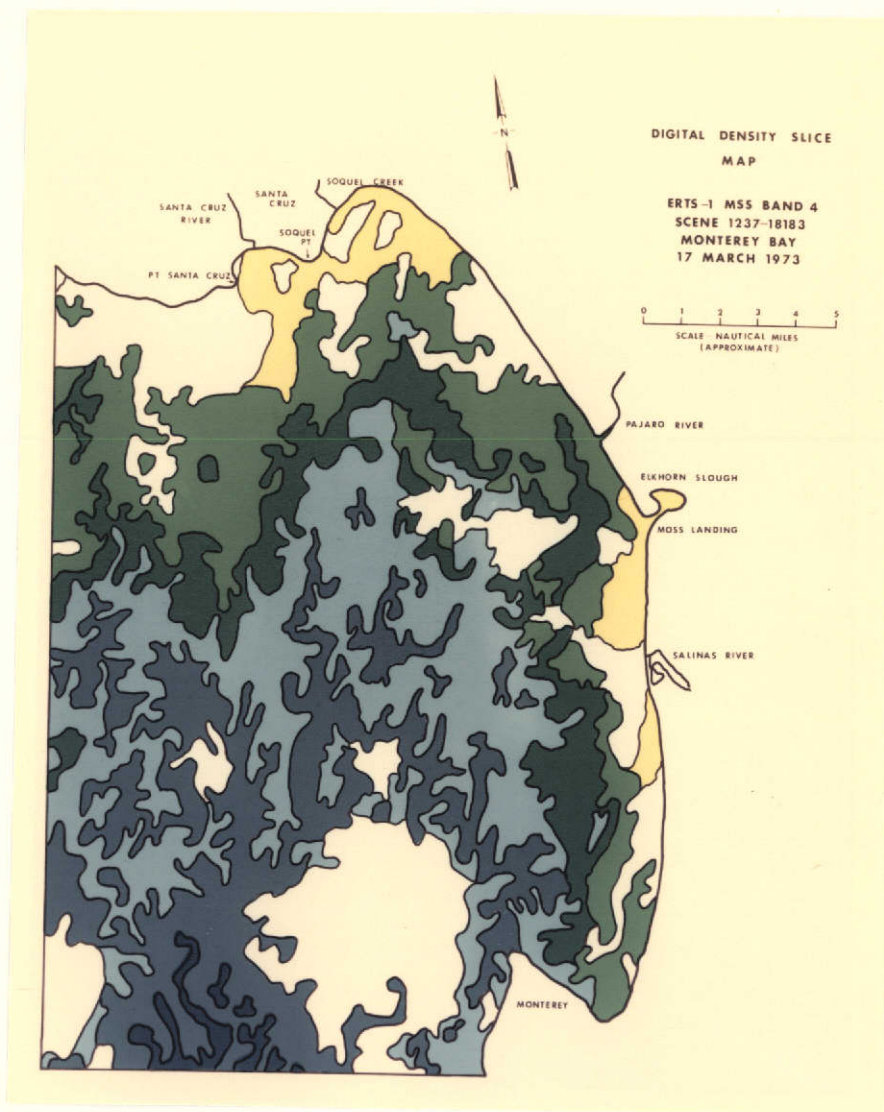 N
DIGITAL DENSITY SLICE
MAP
ERTS-1 MSS BAND 4
SCENE 1237-18183
MONTEREY BAY
17 MARCH 1973
0 1 2 3 4 5
SCALE - NAUTICAL MILES
(APPROXIMATE)
SOQUEL CREEK
SANTA
CRUZ
SANTA CRUZ
RIVER
SOQUEL
PT
PT SANTA CRUZ
PAJARO RIVER
ELKHORN SLOUGH
MOSS LANDING
SALINAS RIVER
MONTEREY